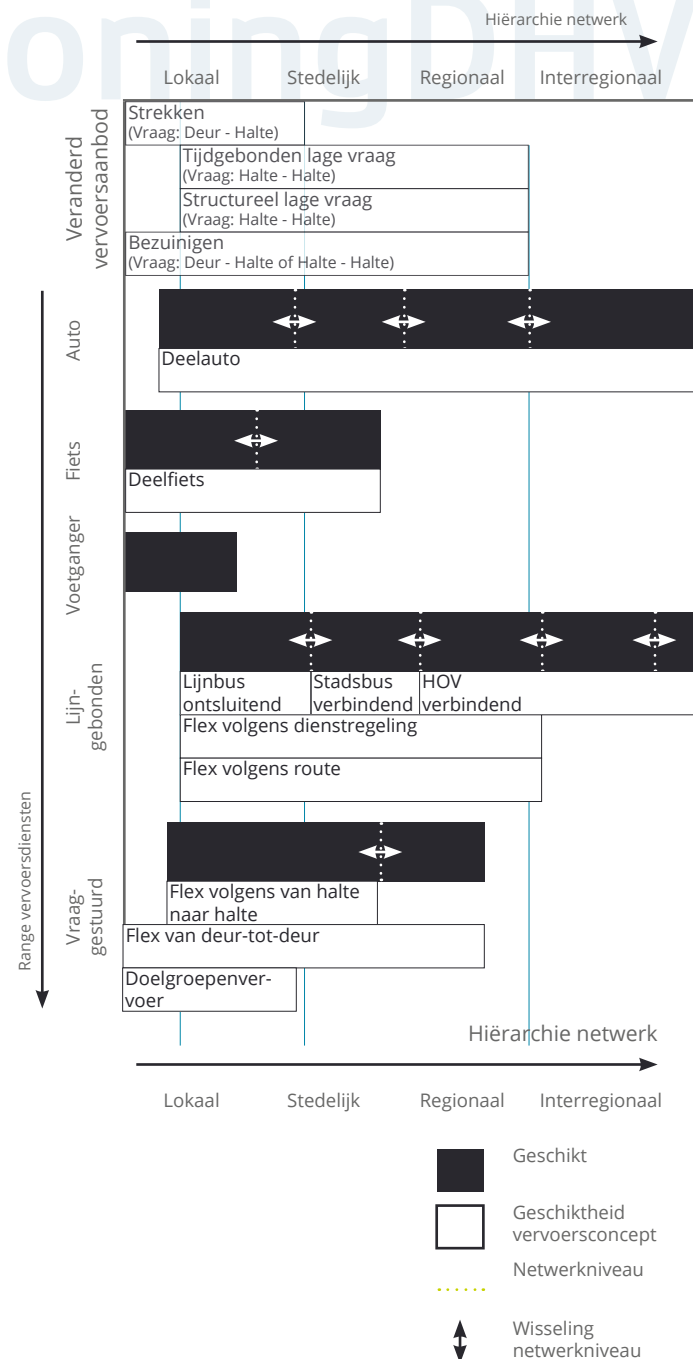 oningDHV
Hiërarchie netwerk
Lokaal Stedelijk Regionaal Interregionaal
Veranderd
vervoersaanbod
Strekken
(Vraag: Deur - Halte)
Tijdgebonden lage vraag
(Vraag: Halte - Halte)
Structureel lage vraag
(Vraag: Halte - Halte)
Bezuinigen
(Vraag: Deur - Halte of Halte - Halte)
Range vervoersdiensten
Auto
Deelauto
Fiets
Deelfiets
Voetganger
Lijn-
gebonden
Lijnbus
ontsluitend
Stadsbus
verbindend
HOV
verbindend
Flex volgens dienstregeling
Flex volgens route
Vraag-
gestuurd
Flex volgens van halte
naar halte
Flex van deur-tot-deur
Doelgroepenver-
voer
Hiërarchie netwerk
Lokaal Stedelijk Regionaal Interregionaal
Geschikt
Geschiktheid
vervoersconcept
Netwerkniveau
Wisseling
netwerkniveau